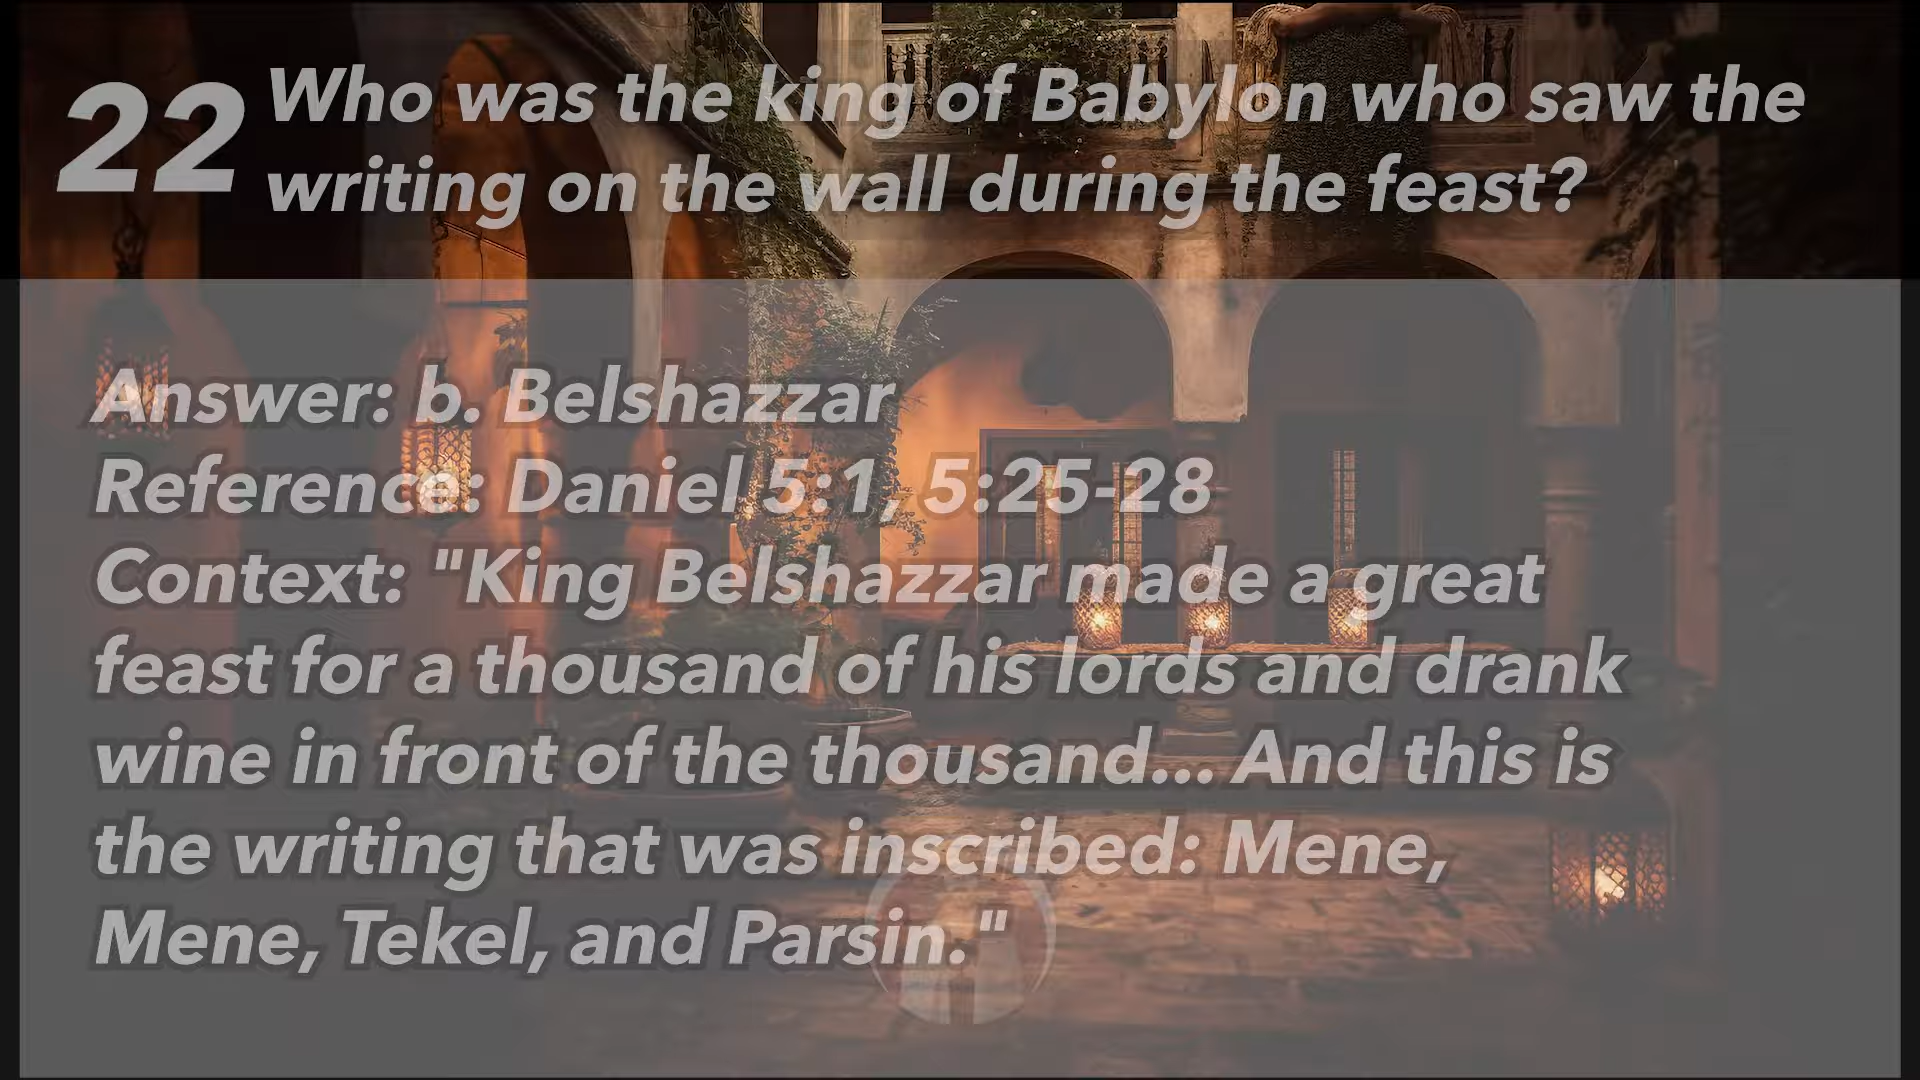 22 Who was the king of Babylon who saw the
writing on the wall during the feast?
Answer: b. Belshazzar
Reference: Daniel 5:1, 5:25-28
Context: "King Belshazzar made a great
feast for a thousand of his lords and drank
wine in front of the thousand... And this is
the writing that was inscribed: Mene,
Mene, Tekel, and Parsin."